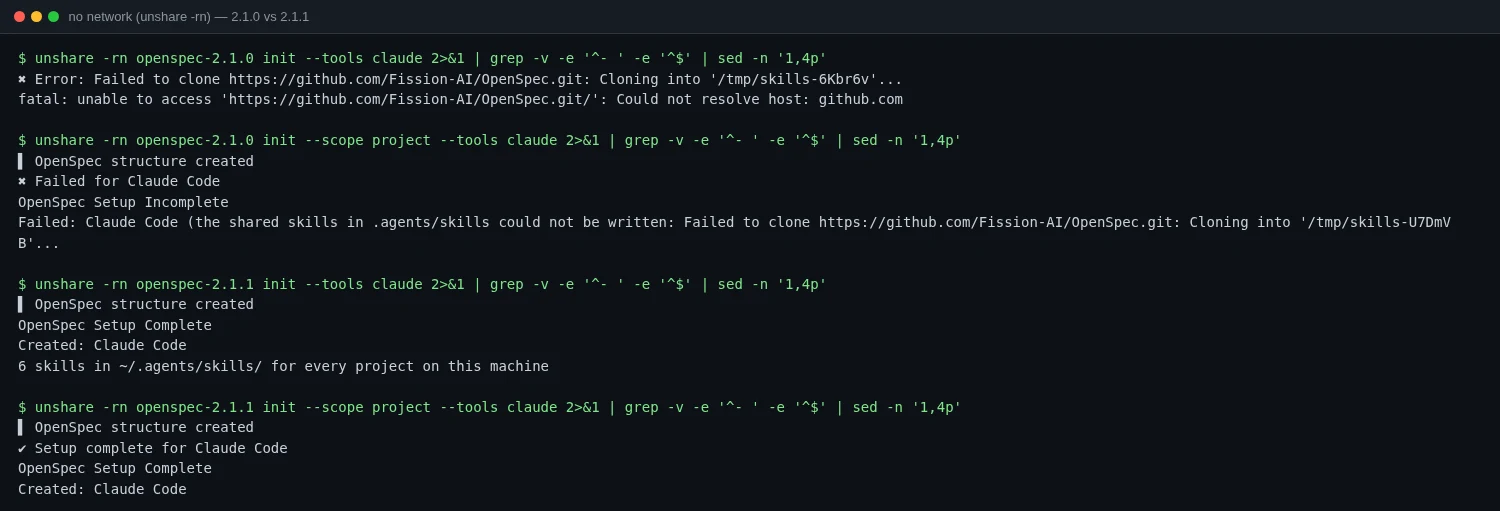 no network (unshare -rn) — 2.1.0 vs 2.1.1
$ unshare -rn openspec-2.1.0 init --tools claude 2>&1 | grep -v -e '^- ' -e '^$' | sed -n '1,4p'
✖ Error: Failed to clone https://github.com/Fission-AI/OpenSpec.git: Cloning into '/tmp/skills-6Kbr6v'...
fatal: unable to access 'https://github.com/Fission-AI/OpenSpec.git/': Could not resolve host: github.com
$ unshare -rn openspec-2.1.0 init --scope project --tools claude 2>&1 | grep -v -e '^- ' -e '^$' | sed -n '1,4p'
▌ OpenSpec structure created
✖ Failed for Claude Code
OpenSpec Setup Incomplete
Failed: Claude Code (the shared skills in .agents/skills could not be written: Failed to clone https://github.com/Fission-AI/OpenSpec.git: Cloning into '/tmp/skills-U7DmV
B'...
$ unshare -rn openspec-2.1.1 init --tools claude 2>&1 | grep -v -e '^- ' -e '^$' | sed -n '1,4p'
▌ OpenSpec structure created
OpenSpec Setup Complete
Created: Claude Code
6 skills in ~/.agents/skills/ for every project on this machine
$ unshare -rn openspec-2.1.1 init --scope project --tools claude 2>&1 | grep -v -e '^- ' -e '^$' | sed -n '1,4p'
▌ OpenSpec structure created
✔ Setup complete for Claude Code
OpenSpec Setup Complete
Created: Claude Code